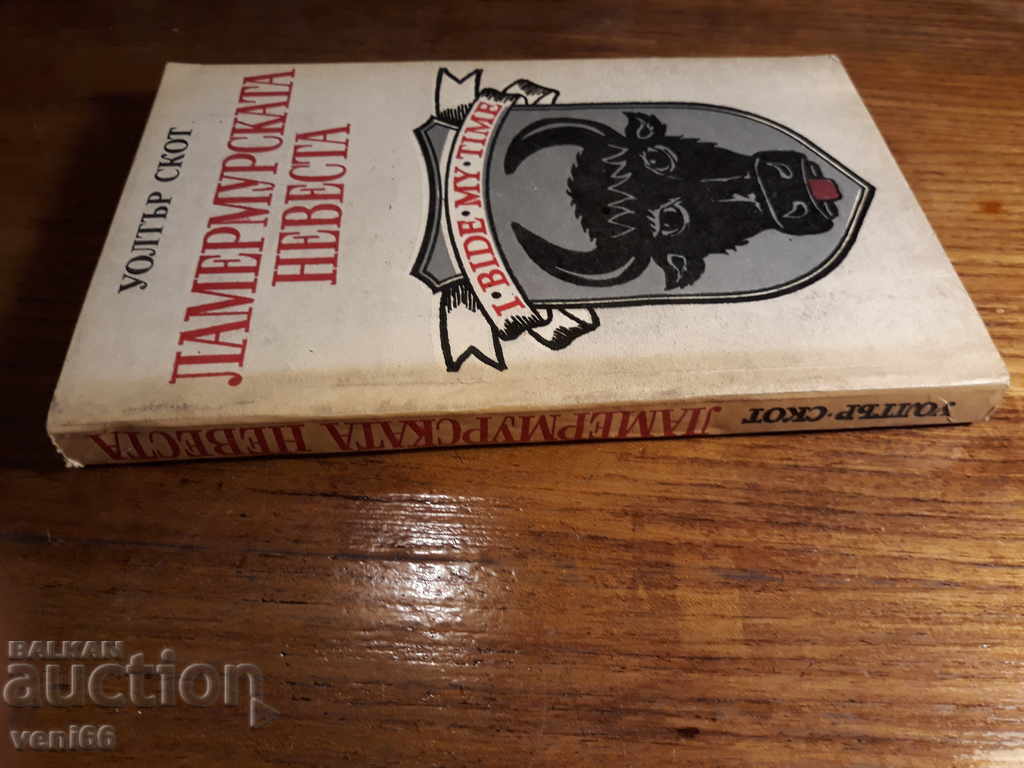 УОЛТЪР СКОТ
ЛАМЕРМУРСКАТА
НЕВЕСТА
I·BIDE·MY·TIME
УОЛТЪР·СКОТ
ЛАМЕРМУРСКАТА НЕВЕСТА
BALKAN
auction
veni66